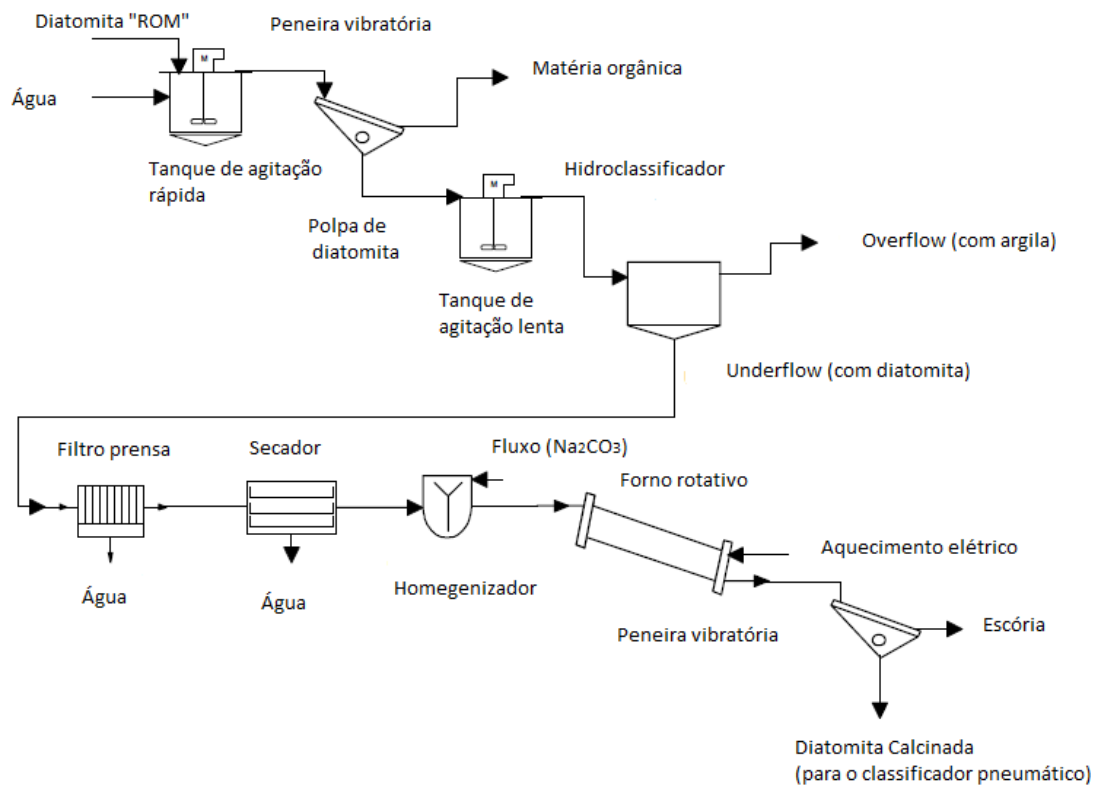 Diatomita "ROM"
Peneira vibratória
M
Matéria orgânica
Água
Tanque de agitação
rápida
Hidroclassificador
M
Polpa de
diatomita
Overflow (com argila)
Tanque de
agitação lenta
Underflow (com diatomita)
Filtro prensa
Secador
Fluxo (Na2CO3)
Forno rotativo
Aquecimento elétrico
Água
Água
Homegenizador
Peneira vibratória
Escória
Diatomita Calcinada
(para o classificador pneumático)